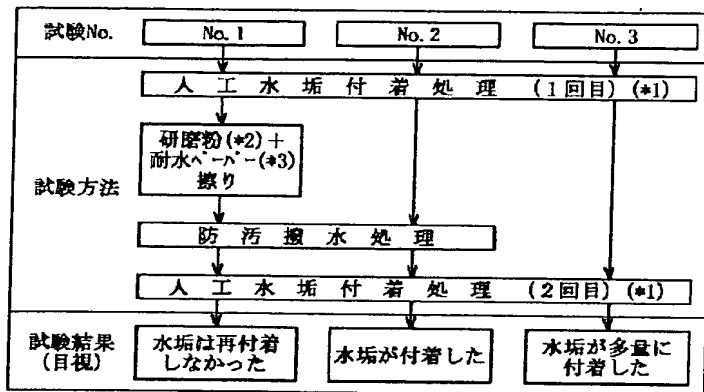 試験No.
No. 1
No. 2
No. 3
人工水垢付着処理 (1回目) (*1)
試験方法
研磨粉(*2)+
耐水ペーパー(*3)
擦り
防汚撥水処理
人工水垢付着処理 (2回目) (*1)
試験結果
(目視)
水垢は再付着
しなかった
水垢が付着した
水垢が多量に
付着した